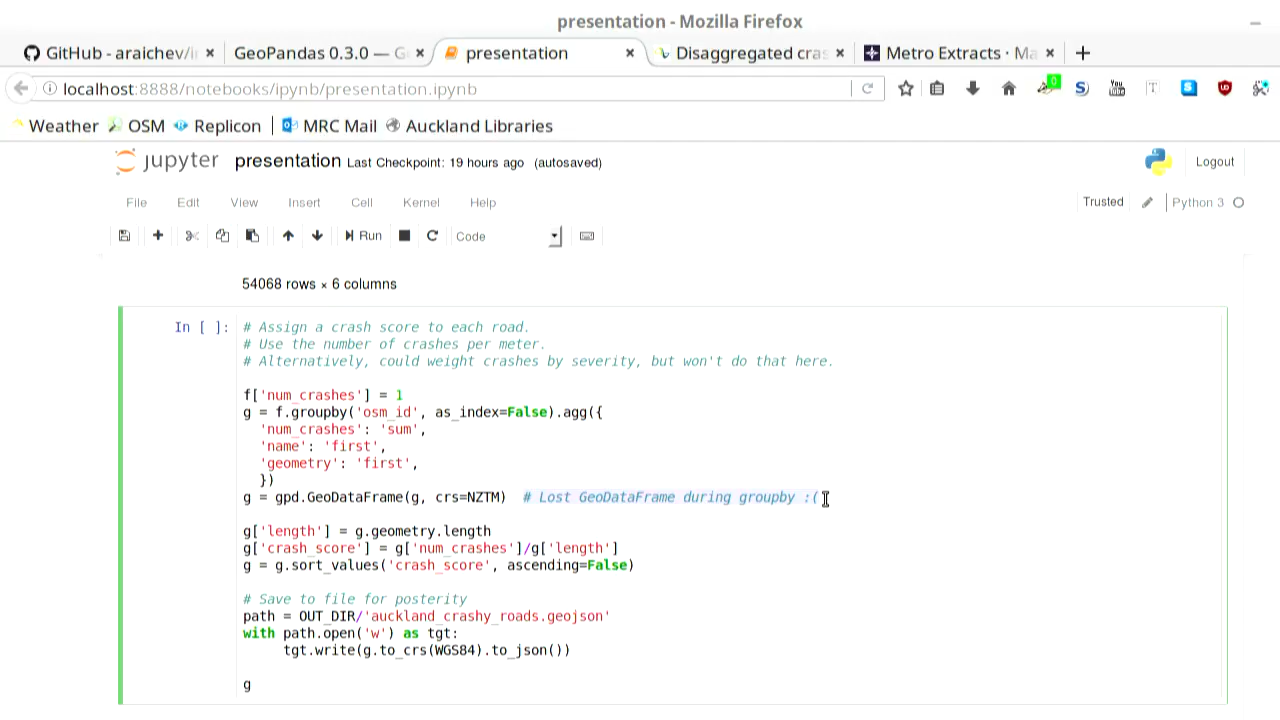 presentation - Mozilla Firefox
GitHub - araichev/i × GeoPandas 0.3.0 — G × presentation × Disaggregated cras × Metro Extracts · Ma × +
localhost:8888/notebooks/ipynb/presentation.ipynb
Weather OSM Replicon MRC Mail Auckland Libraries
jupyter presentation Last Checkpoint: 19 hours ago (autosaved) Logout
File Edit View Insert Cell Kernel Help Trusted Python 3
Run Code
54068 rows × 6 columns
In [ ]: # Assign a crash score to each road.
# Use the number of crashes per meter.
# Alternatively, could weight crashes by severity, but won't do that here.
f['num_crashes'] = 1
g = f.groupby('osm_id', as_index=False).agg({
'num_crashes': 'sum',
'name': 'first',
'geometry': 'first',
})
g = gpd.GeoDataFrame(g, crs=NZTM) # Lost GeoDataFrame during groupby :(
g['length'] = g.geometry.length
g['crash_score'] = g['num_crashes']/g['length']
g = g.sort_values('crash_score', ascending=False)
# Save to file for posterity
path = OUT_DIR/'auckland_crashy_roads.geojson'
with path.open('w') as tgt:
tgt.write(g.to_crs(WGS84).to_json())
g